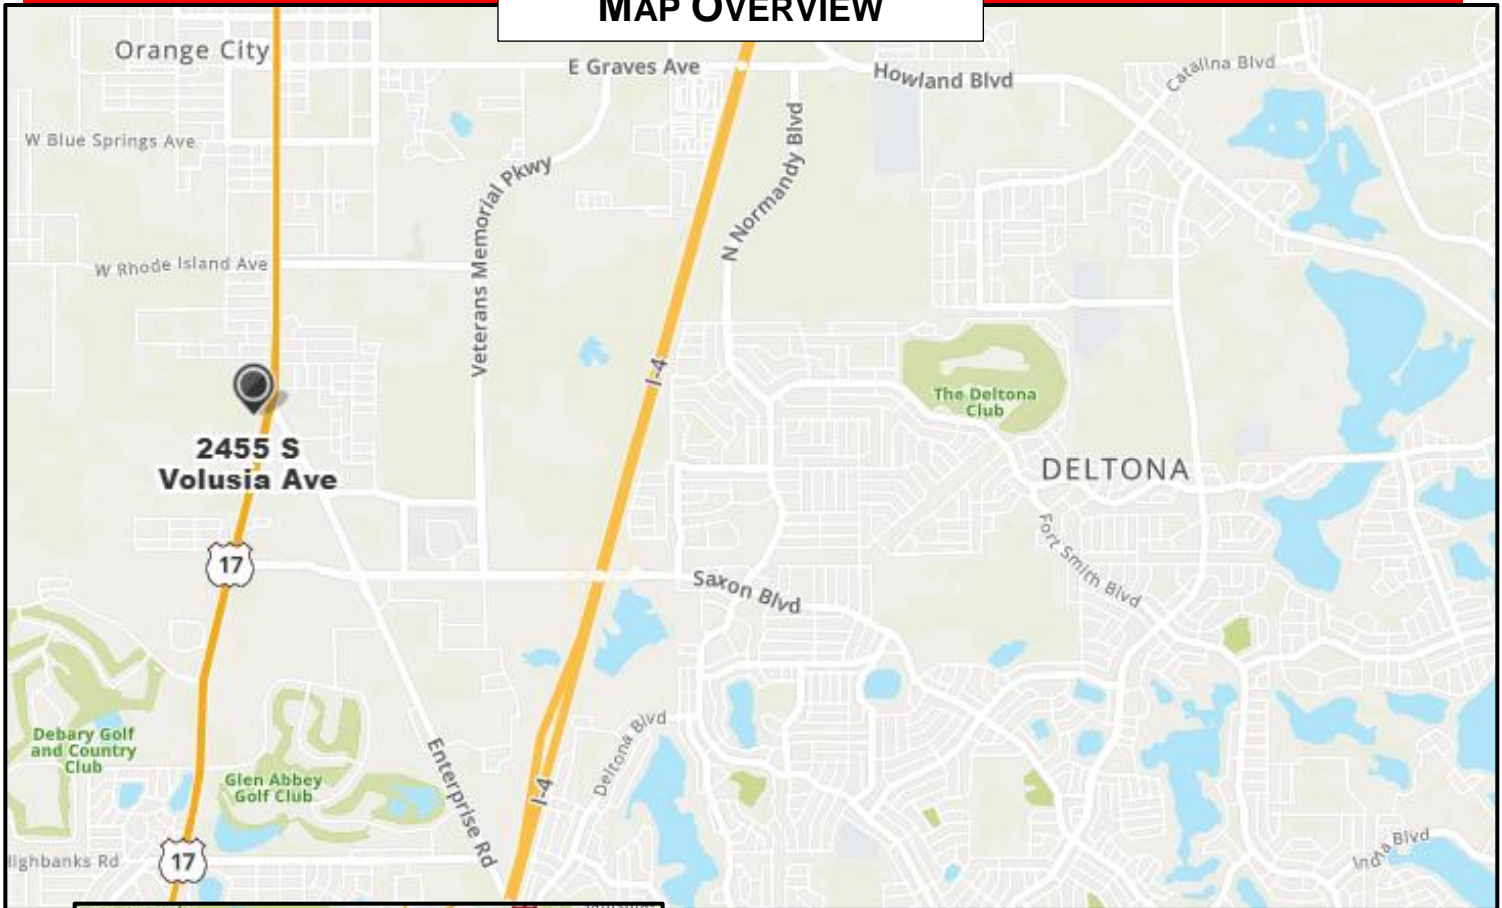 MAP OVERVIEW
Orange City
E Graves Ave
Howland Blvd
Catalina Blvd
W Blue Springs Ave
N Normandy Blvd
Veterans Memorial Pkwy
W Rhode Island Ave
I-4
The Deltona
Club
2455 S
Volusia Ave
DELTONA
Fort Smith Blvd
17
Saxon Blvd
Debary Golf
and Country
Club
Deltona Blvd
Enterprise Rd
Glen Abbey
Golf Club
I-4
India Blvd
Highbanks Rd
17